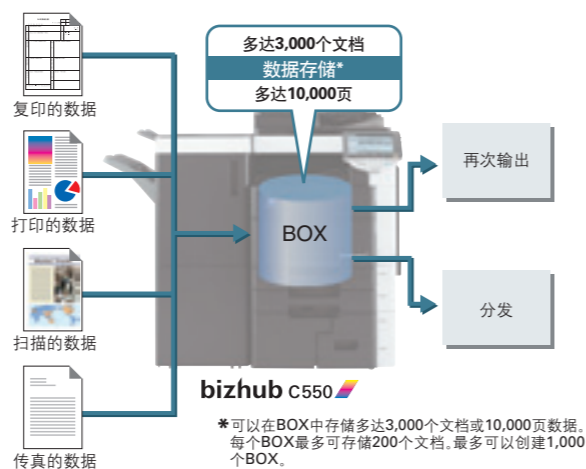 多达3,000个文档
数据存储*
多达10,000页
复印的数据
打印的数据
扫描的数据
传真的数据
BOX
再次输出
分发
bizhub C550
*可以在BOX中存储多达3,000个文档或10,000页数据。
每个BOX最多可存储200个文档。最多可以创建1,000
个BOX。